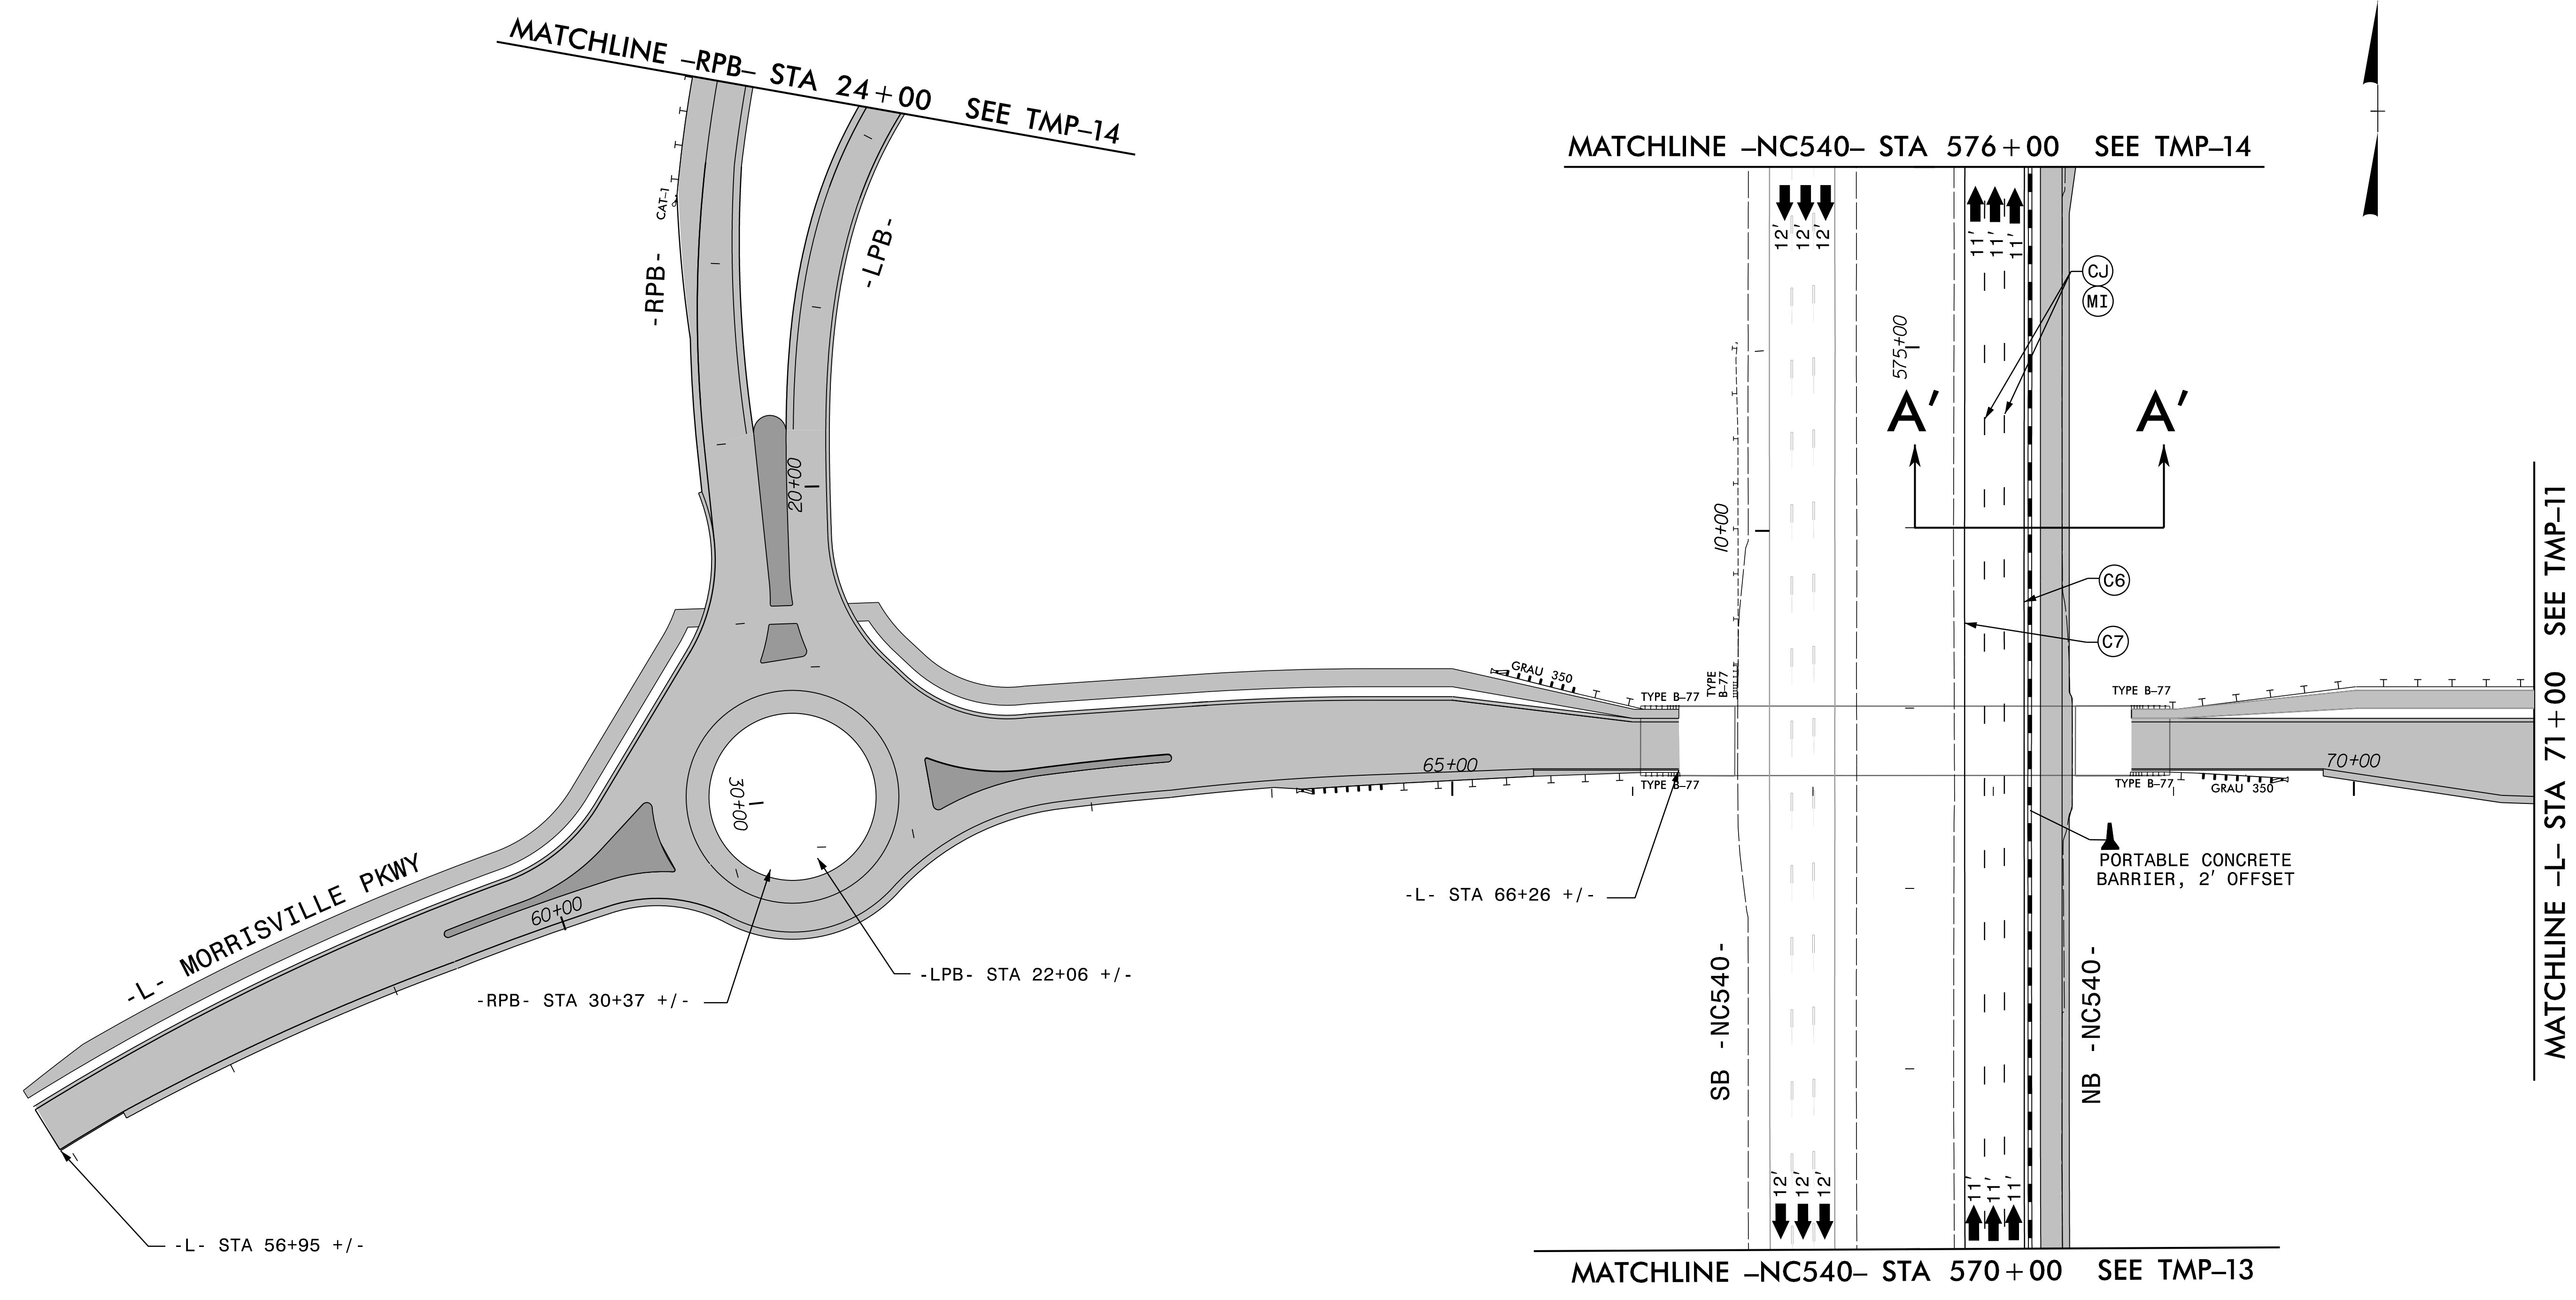 MATCHLINE –RPB– STA 24+00 SEE TMP–14
MATCHLINE –NC540– STA 576+00 SEE TMP–14
CAT-1
-RPB-
-LPB-
12' 12' 12'
11' 11' 11'
CJ
MI
575+00
A' A'
20+00
10+00
C6
C7
MATCHLINE –L– STA 71+00 SEE TMP–11
GRAU 350
TYPE B–77
TYPE
B–77
TYPE B–77
65+00
70+00
TYPE B–77
TYPE B–77
GRAU 350
30+00
PORTABLE CONCRETE
BARRIER, 2' OFFSET
-L- STA 66+26 +/-
-L- MORRISVILLE PKWY
60+00
-LPB- STA 22+06 +/-
-RPB- STA 30+37 +/-
SB -NC540-
NB -NC540-
12' 12' 12'
11' 11' 11'
-L- STA 56+95 +/-
MATCHLINE –NC540– STA 570+00 SEE TMP–13